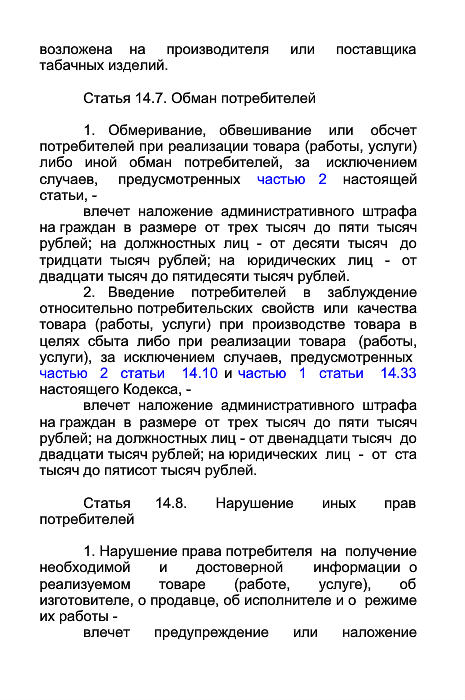 возложена на производителя или поставщика
табачных изделий.
Статья 14.7. Обман потребителей
1. Обмеривание, обвешивание или обсчет
потребителей при реализации товара (работы, услуги)
либо иной обман потребителей, за исключением
случаев, предусмотренных частью 2 настоящей
статьи, -
влечет наложение административного штрафа
на граждан в размере от трех тысяч до пяти тысяч
рублей; на должностных лиц - от десяти тысяч до
тридцати тысяч рублей; на юридических лиц - от
двадцати тысяч до пятидесяти тысяч рублей.
2. Введение потребителей в заблуждение
относительно потребительских свойств или качества
товара (работы, услуги) при производстве товара в
целях сбыта либо при реализации товара (работы,
услуги), за исключением случаев, предусмотренных
частью 2 статьи 14.10 и частью 1 статьи 14.33
настоящего Кодекса, -
влечет наложение административного штрафа
на граждан в размере от трех тысяч до пяти тысяч
рублей; на должностных лиц - от двенадцати тысяч до
двадцати тысяч рублей; на юридических лиц - от ста
тысяч до пятисот тысяч рублей.
Статья 14.8. Нарушение иных прав
потребителей
1. Нарушение права потребителя на получение
необходимой и достоверной информации о
реализуемом товаре (работе, услуге), об
изготовителе, о продавце, об исполнителе и о режиме
их работы -
влечет предупреждение или наложение